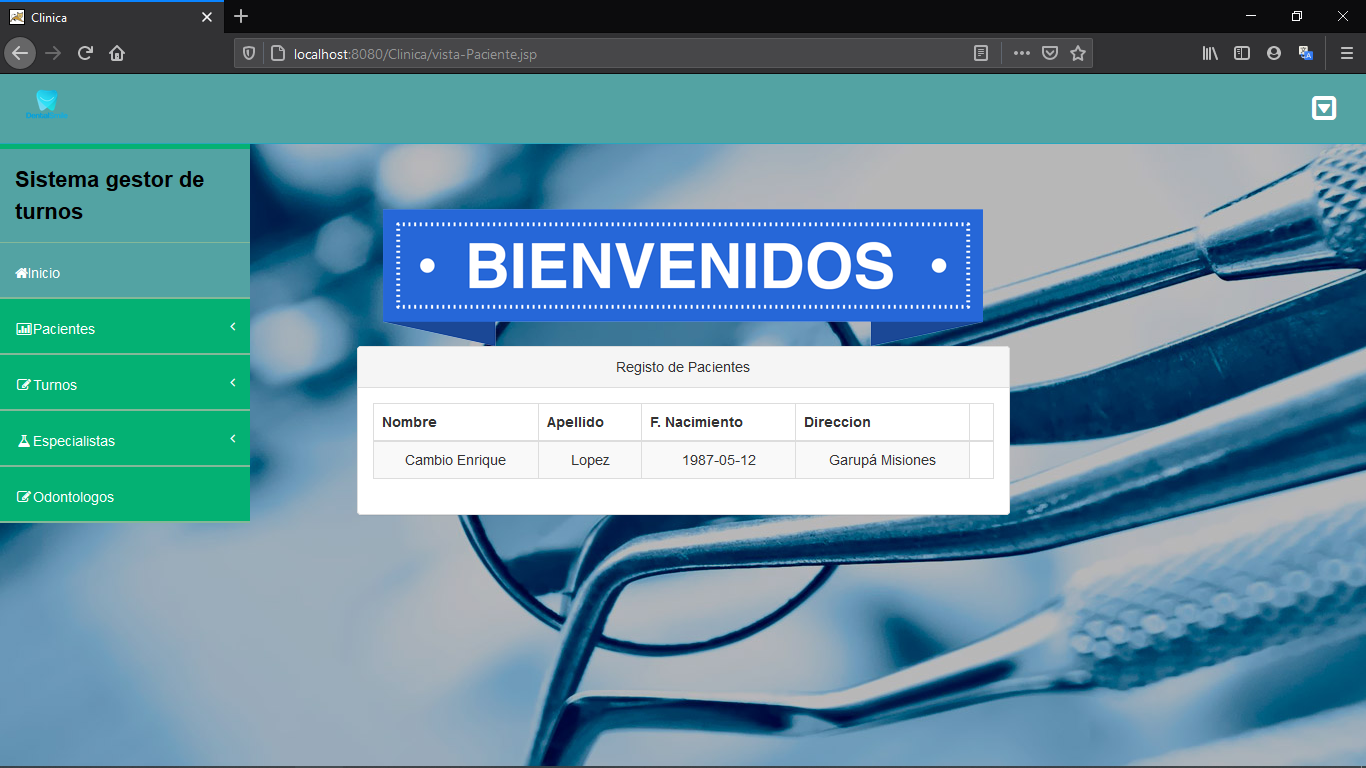 Clinica
localhost:8080/Clinica/vista-Paciente.jsp
Sistema gestor de
turnos
Inicio
Pacientes
Turnos
Especialistas
Odontologos
• BIENVENIDOS •
Registo de Pacientes
Nombre Apellido F. Nacimiento Direccion
Cambio Enrique Lopez 1987-05-12 Garupá Misiones